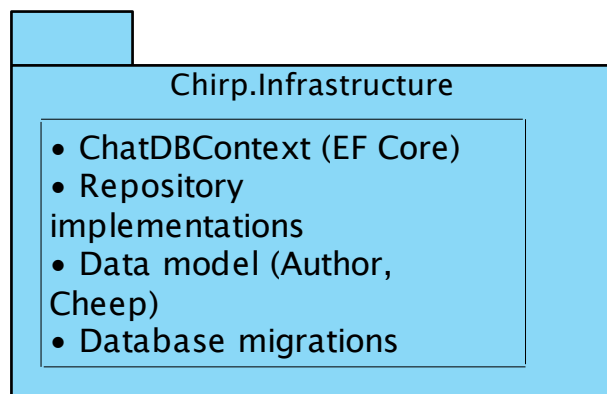 Chirp.Infrastructure
• ChatDBContext (EF Core)
• Repository
implementations
• Data model (Author,
Cheep)
• Database migrations